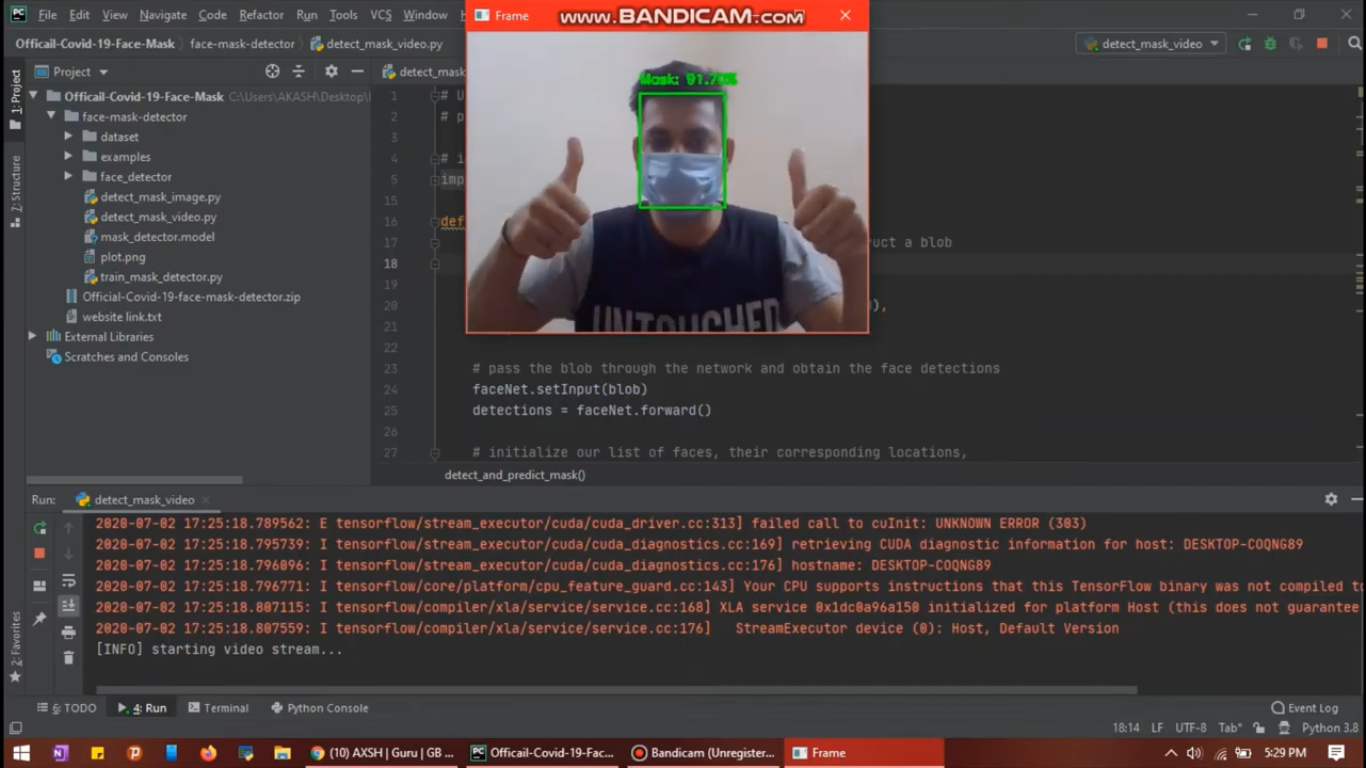 File Edit View Navigate Code Refactor Run Tools VCS Window
Frame
www.BANDICAM.com
Officail-Covid-19-Face-Mask face-mask-detector detect_mask_video.py
detect_mask_video
Project
detect_mask
1: Project
Officail-Covid-19-Face-Mask C:\Users\AKASH\Desktop\
face-mask-detector
dataset
examples
face_detector
detect_mask_image.py
detect_mask_video.py
mask_detector.model
plot.png
train_mask_detector.py
Official-Covid-19-face-mask-detector.zip
website link.txt
External Libraries
Scratches and Consoles
7: Structure
Mask: 91.70%
UNTOUCHED
1 # U
2 # p
3
4 # i
5 imp
15
16 def
17 ruct a blob
18
19
20 ),
21
22
23 # pass the blob through the network and obtain the face detections
24 faceNet.setInput(blob)
25 detections = faceNet.forward()
26
27 # initialize our list of faces, their corresponding locations,
detect_and_predict_mask()
Run: detect_mask_video
2020-07-02 17:25:18.789562: E tensorflow/stream_executor/cuda/cuda_driver.cc:313] failed call to cuInit: UNKNOWN ERROR (303)
2020-07-02 17:25:18.795739: I tensorflow/stream_executor/cuda/cuda_diagnostics.cc:169] retrieving CUDA diagnostic information for host: DESKTOP-COQNG89
2020-07-02 17:25:18.796096: I tensorflow/stream_executor/cuda/cuda_diagnostics.cc:176] hostname: DESKTOP-COQNG89
2020-07-02 17:25:18.796771: I tensorflow/core/platform/cpu_feature_guard.cc:143] Your CPU supports instructions that this TensorFlow binary was not compiled to
2020-07-02 17:25:18.807115: I tensorflow/compiler/xla/service/service.cc:168] XLA service 0x1dc0a96a150 initialized for platform Host (this does not guarantee
2020-07-02 17:25:18.807559: I tensorflow/compiler/xla/service/service.cc:176] StreamExecutor device (0): Host, Default Version
[INFO] starting video stream...
2: Favorites
6: TODO 4: Run Terminal Python Console Event Log
18:14 LF UTF-8 Tab* Python 3.8
(10) AXSH | Guru | GB ... Officail-Covid-19-Fac... Bandicam (Unregister... Frame 5:29 PM